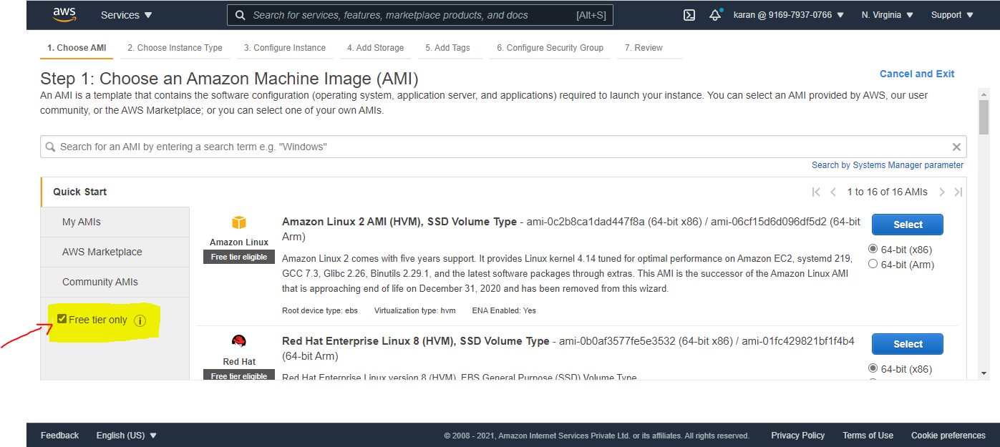 aws
Services
Search for services, features, marketplace products, and docs [Alt+S]
karan @ 9169-7937-0766
N. Virginia
Support
1. Choose AMI
2. Choose Instance Type
3. Configure Instance
4. Add Storage
5. Add Tags
6. Configure Security Group
7. Review
Step 1: Choose an Amazon Machine Image (AMI)
Cancel and Exit
An AMI is a template that contains the software configuration (operating system, application server, and applications) required to launch your instance. You can select an AMI provided by AWS, our user
community, or the AWS Marketplace; or you can select one of your own AMIs.
Search for an AMI by entering a search term e.g. "Windows"
Search by Systems Manager parameter
Quick Start
My AMIs
AWS Marketplace
Community AMIs
Free tier only
1 to 16 of 16 AMIs
Amazon Linux
Free tier eligible
Amazon Linux 2 AMI (HVM), SSD Volume Type - ami-0c2b8ca1dad447f8a (64-bit x86) / ami-06cf15d6d096df5d2 (64-bit
Arm)
Amazon Linux 2 comes with five years support. It provides Linux kernel 4.14 tuned for optimal performance on Amazon EC2, systemd 219,
GCC 7.3, Glibc 2.26, Binutils 2.29.1, and the latest software packages through extras. This AMI is the successor of the Amazon Linux AMI
that is approaching end of life on December 31, 2020 and has been removed from this wizard.
Root device type: ebs
Virtualization type: hvm
ENA Enabled: Yes
Select
64-bit (x86)
64-bit (Arm)
Red Hat
Free tier eligible
Red Hat Enterprise Linux 8 (HVM), SSD Volume Type - ami-0b0af3577fe5e3532 (64-bit x86) / ami-01fc429821bf1f4b4
(64-bit Arm)
Red Hat Enterprise Linux version 8 (HVM), EBS General Purpose (SSD) Volume Type
Select
64-bit (x86)
Feedback
English (US)
© 2008 - 2021, Amazon Internet Services Private Ltd. or its affiliates. All rights reserved.
Privacy Policy
Terms of Use
Cookie preferences